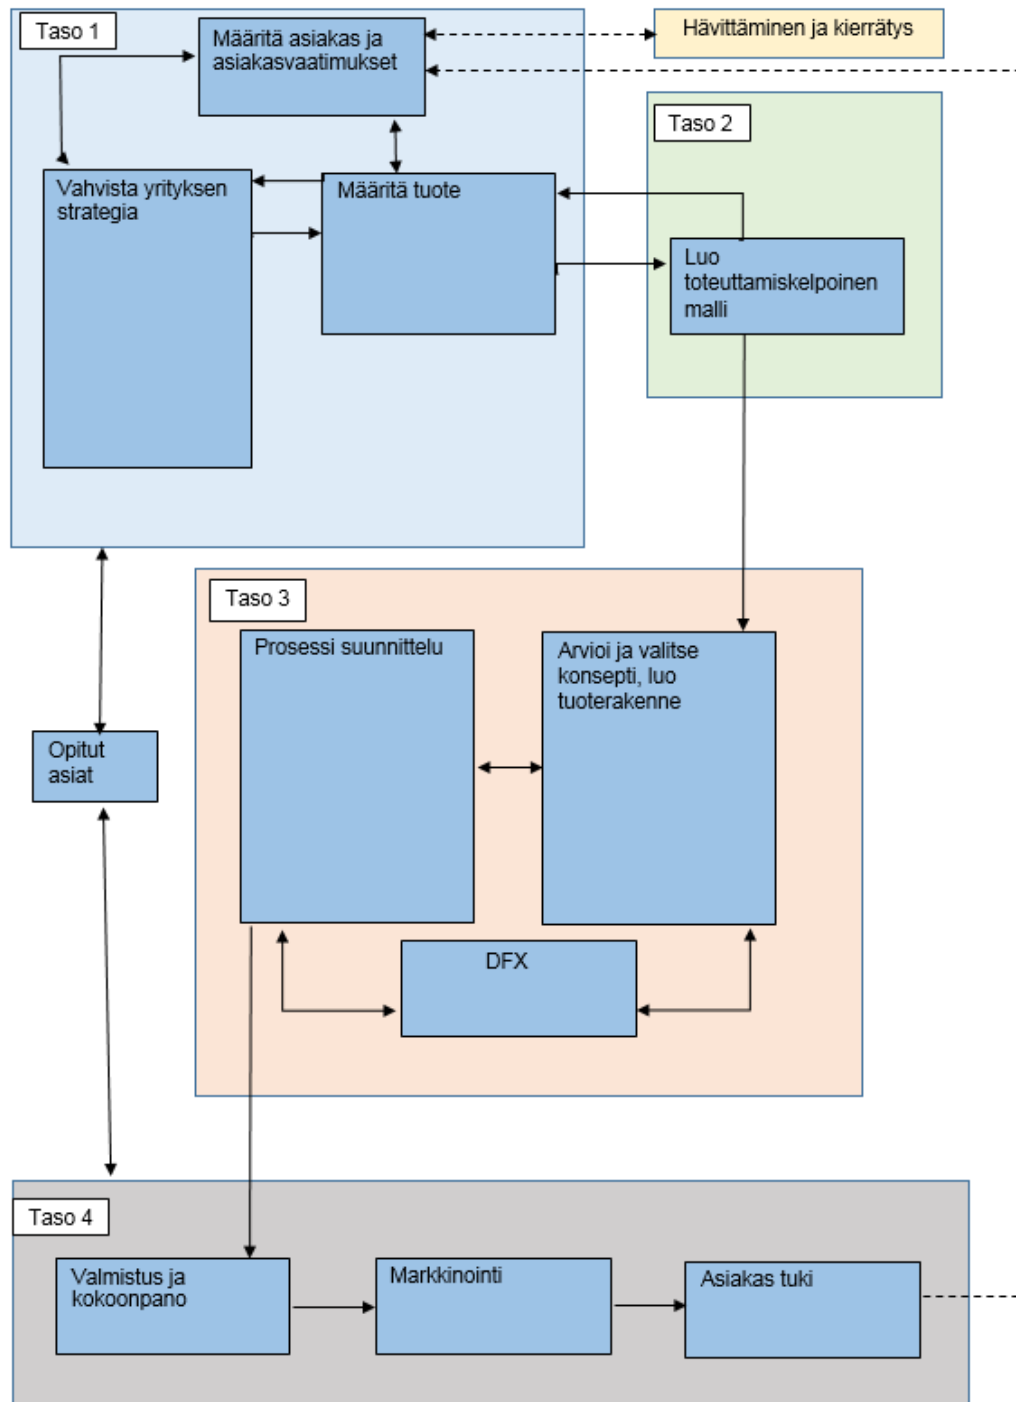 Taso 1
Määritä asiakas ja
asiakasvaatimukset
Hävittäminen ja kierrätys
Taso 2
Vahvista yrityksen
strategia
Määritä tuote
Luo
toteuttamiskelpoinen
malli
Taso 3
Prosessi suunnittelu
Arvioi ja valitse
konsepti, luo
tuoterakenne
Opitut
asiat
DFX
Taso 4
Valmistus ja
kokoonpano
Markkinointi
Asiakas tuki